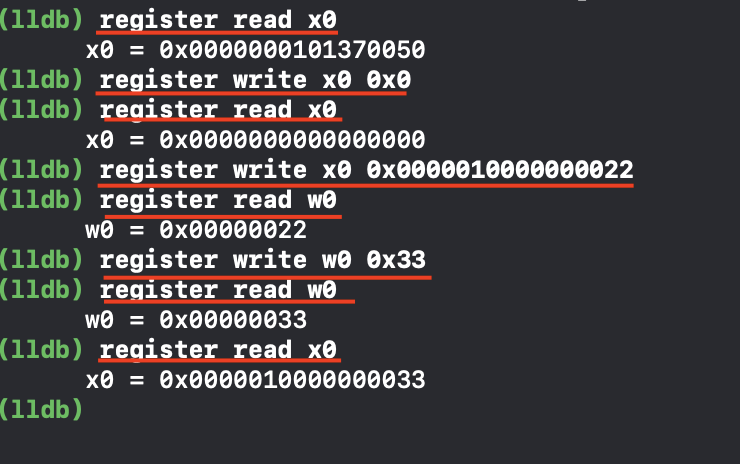 (lldb) register read x0
x0 = 0x0000000101370050
(lldb) register write x0 0x0
(lldb) register read x0
x0 = 0x0000000000000000
(lldb) register write x0 0x0000010000000022
(lldb) register read w0
w0 = 0x00000022
(lldb) register write w0 0x33
(lldb) register read w0
w0 = 0x00000033
(lldb) register read x0
x0 = 0x0000010000000033
(lldb)